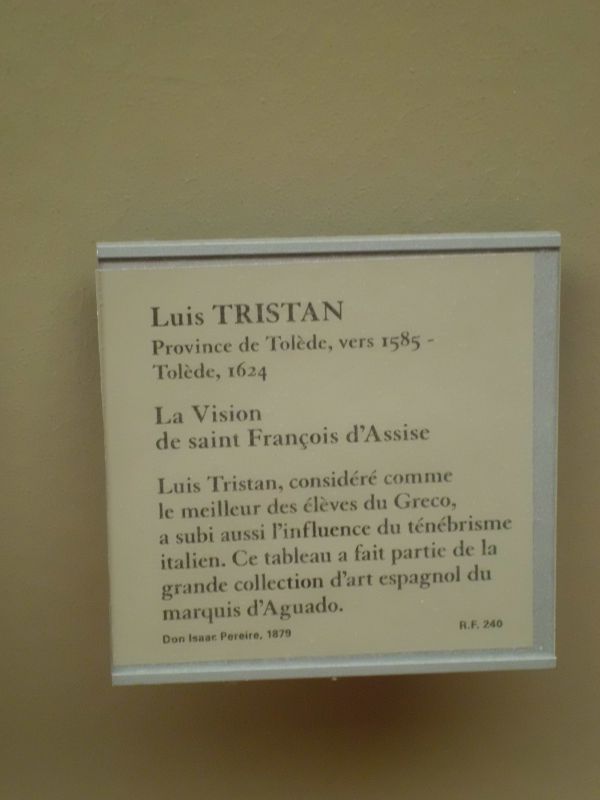 Luis TRISTAN
Province de Tolède, vers 1585 -
Tolède, 1624
La Vision
de saint François d'Assise
Luis Tristan, considéré comme
le meilleur des élèves du Greco,
a subi aussi l'influence du ténébrisme
italien. Ce tableau a fait partie de la
grande collection d'art espagnol du
marquis d'Aguado.
Don Isaac Pereire, 1879
R.F. 240